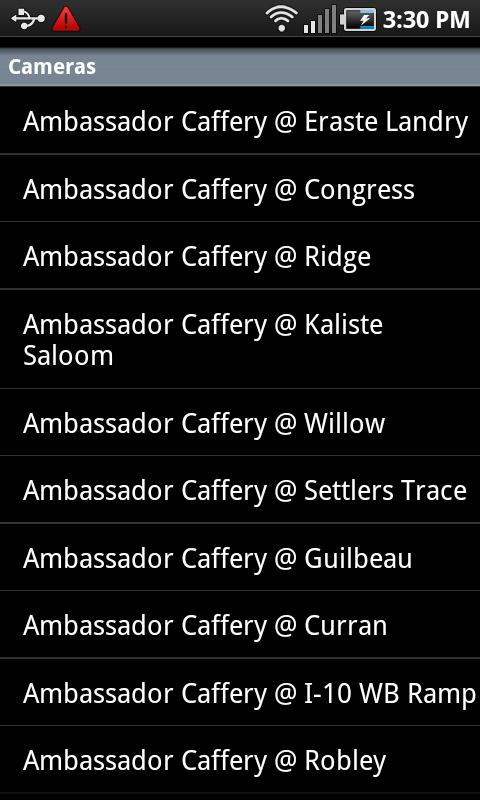 3:30 PM
Cameras
Ambassador Caffery @ Eraste Landry
Ambassador Caffery @ Congress
Ambassador Caffery @ Ridge
Ambassador Caffery @ Kaliste
Saloom
Ambassador Caffery @ Willow
Ambassador Caffery @ Settlers Trace
Ambassador Caffery @ Guilbeau
Ambassador Caffery @ Curran
Ambassador Caffery @ I-10 WB Ramp
Ambassador Caffery @ Robley